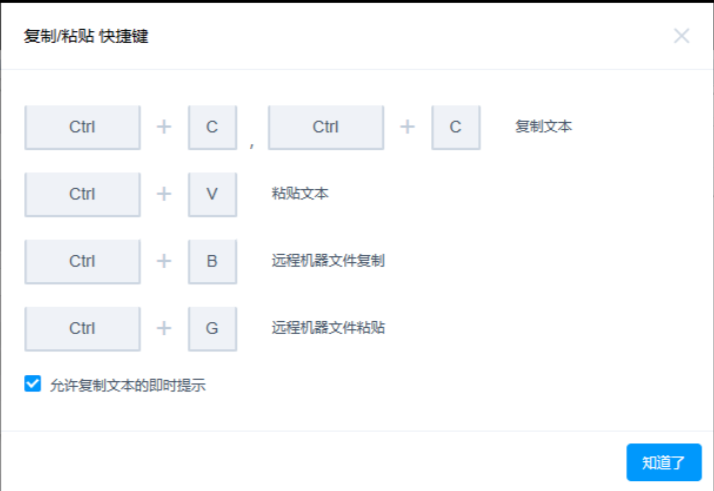 复制/粘贴 快捷键
Ctrl + C , Ctrl + C 复制文本
Ctrl + V 粘贴文本
Ctrl + B 远程机器文件复制
Ctrl + G 远程机器文件粘贴
允许复制文本的即时提示
知道了